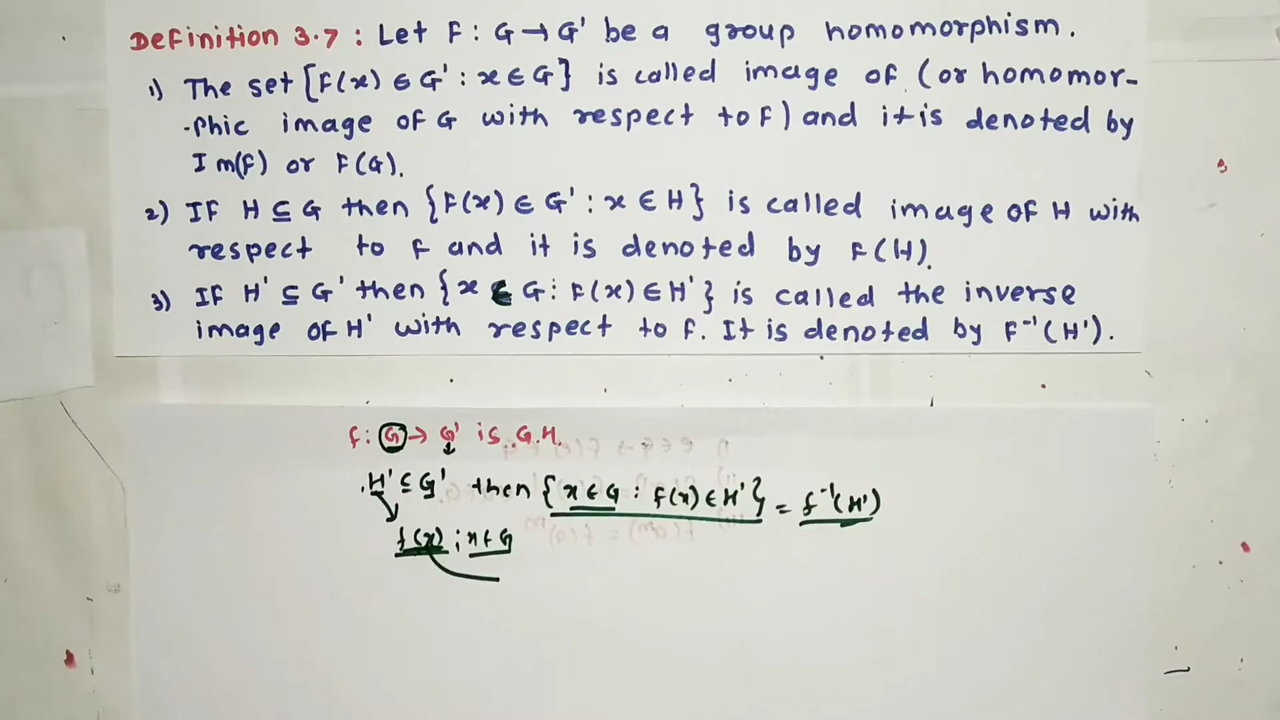 Definition 3.7 : Let F : G → G' be a group homomorphism.
1) The set {F(x) ∈ G' : x ∈ G} is called image of (or homomor-
-phic image of G with respect to F) and it is denoted by
Im(F) or F(G).
2) IF H ⊆ G then {F(x) ∈ G' : x ∈ H} is called image of H with
respect to F and it is denoted by F(H).
3) IF H' ⊆ G' then {x ∈ G : F(x) ∈ H'} is called the inverse
image of H' with respect to F. It is denoted by F⁻¹(H').
F : G → G' is G.H.
H' ⊆ G' then {x ∈ G : F(x) ∈ H'} = f⁻¹(H')
f(x) ; x ∈ G